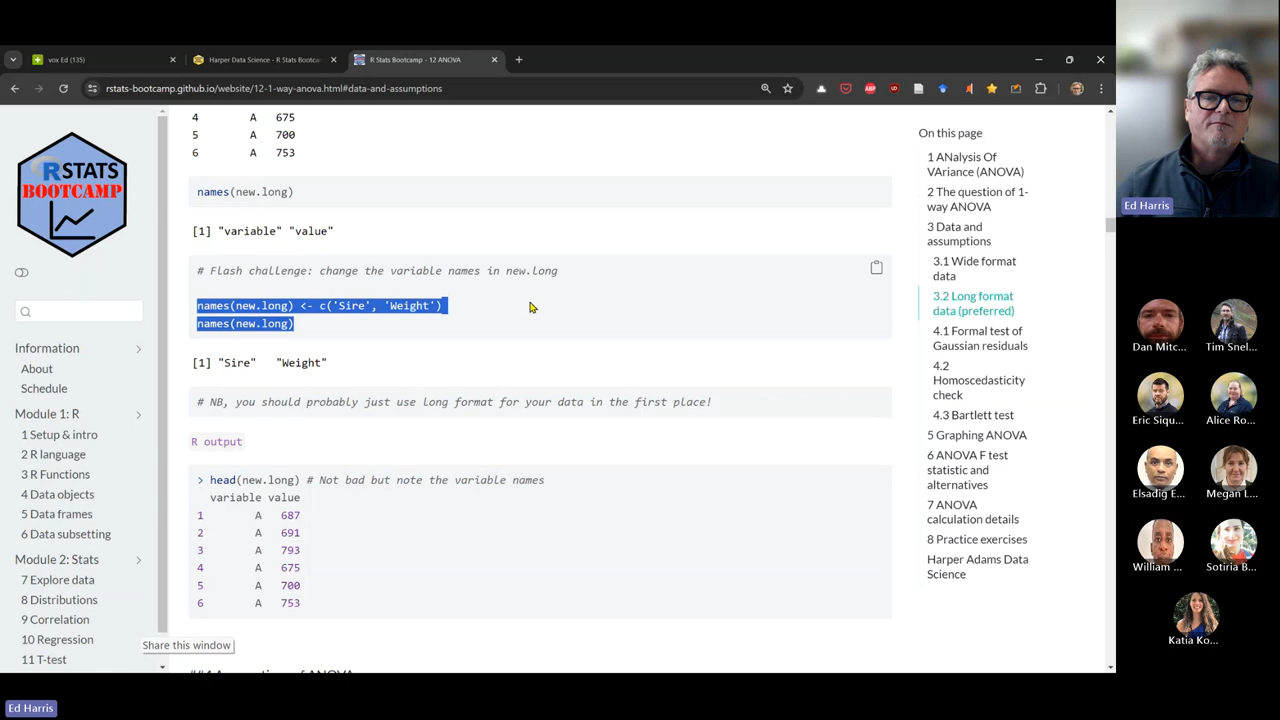 vox Ed (135)
Harper Data Science - R Stats Bootca
R Stats Bootcamp - 12 ANOVA
rstats-bootcamp.github.io/website/12-1-way-anova.html#data-and-assumptions
RSTATS
BOOTCAMP
Information
About
Schedule
Module 1: R
1 Setup & intro
2 R language
3 R Functions
4 Data objects
5 Data frames
6 Data subsetting
Module 2: Stats
7 Explore data
8 Distributions
9 Correlation
10 Regression
11 T-test
Share this window
4 A 675
5 A 700
6 A 753
names(new.long)
[1] "variable" "value"
# Flash challenge: change the variable names in new.long
names(new.long) <- c('Sire', 'Weight')
names(new.long)
[1] "Sire" "Weight"
# NB, you should probably just use long format for your data in the first place!
R output
> head(new.long) # Not bad but note the variable names
variable value
1 A 687
2 A 691
3 A 793
4 A 675
5 A 700
6 A 753
On this page
1 ANalysis Of
VAriance (ANOVA)
2 The question of 1-
way ANOVA
3 Data and
assumptions
3.1 Wide format
data
3.2 Long format
data (preferred)
4.1 Formal test of
Gaussian residuals
4.2
Homoscedasticity
check
4.3 Bartlett test
5 Graphing ANOVA
6 ANOVA F test
statistic and
alternatives
7 ANOVA
calculation details
8 Practice exercises
Harper Adams Data
Science
Ed Harris
Dan Mitc...
Tim Snel...
Eric Siqu...
Alice Ro...
Elsadig E...
Megan L...
William ...
Sotiria B...
Katia Ko...
Ed Harris